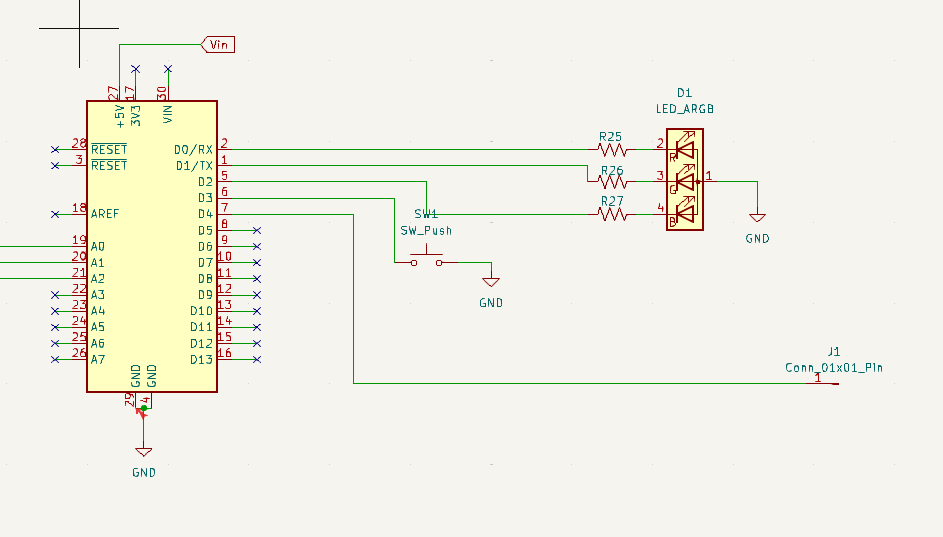 Vin
27
+5V
17
3V3
30
VIN
D1
LED_ARGB
28 RESET
3 RESET
18 AREF
19 A0
20 A1
21 A2
22 A3
23 A4
24 A5
25 A6
26 A7
D0/RX 2
D1/TX 1
D2 5
D3 6
D4 7
D5 8
D6 9
D7 10
D8 11
D9 12
D10 13
D11 14
D12 15
D13 16
GND
GND
29
4
GND
SW1
SW_Push
GND
R25
R26
R27
2 R
3 G
4 B
1
GND
J1
Conn_01x01_Pin
1